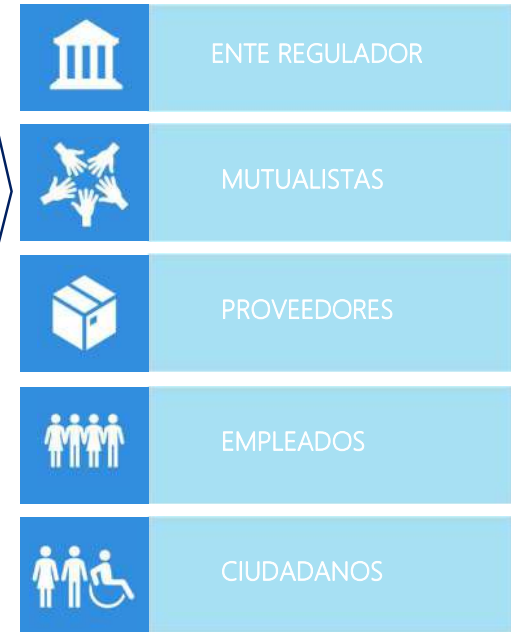 ENTE REGULADOR
MUTUALISTAS
PROVEEDORES
EMPLEADOS
CIUDADANOS